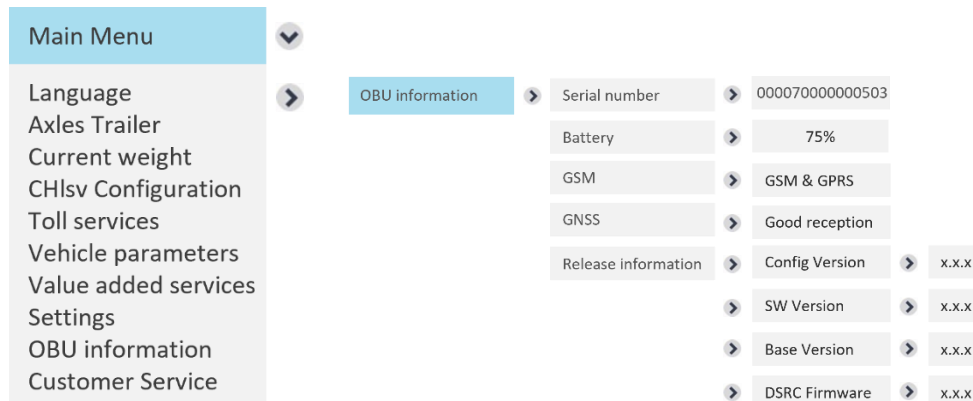 Main Menu
Language
Axles Trailer
Current weight
CHlsv Configuration
Toll services
Vehicle parameters
Value added services
Settings
OBU information
Customer Service
OBU information
Serial number
000070000000503
Battery
75%
GSM
GSM & GPRS
GNSS
Good reception
Release information
Config Version
x.x.x
SW Version
x.x.x
Base Version
x.x.x
DSRC Firmware
x.x.x